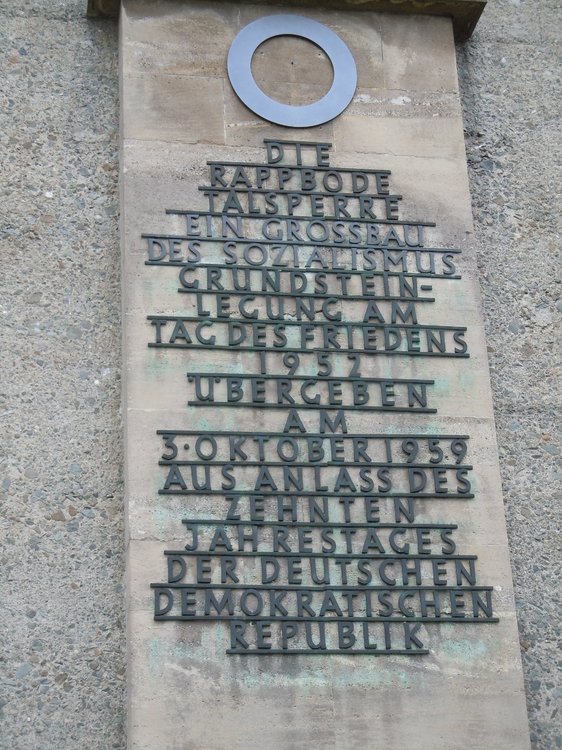 DIE
RAPPBODE
TALSPERRE
EIN GROSSBAU
DES SOZIALISMUS
GRUNDSTEIN-
LEGUNG AM
TAG DES FRIEDENS
1952
ÜBERGEBEN
AM
3·OKTOBER 1959
AUS ANLASS DES
ZEHNTEN
JAHRESTAGES
DER DEUTSCHEN
DEMOKRATISCHEN
REPUBLIK